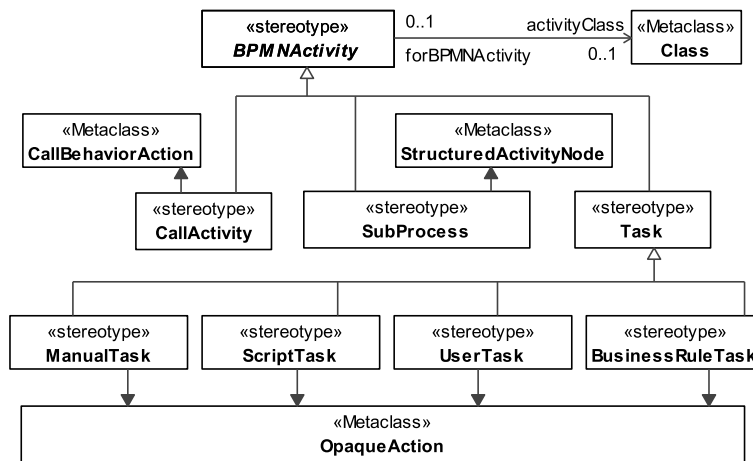 «stereotype»
BPMNActivity
0..1
activityClass
forBPMNActivity
0..1
«Metaclass»
Class
«Metaclass»
CallBehaviorAction
«Metaclass»
StructuredActivityNode
«stereotype»
CallActivity
«stereotype»
SubProcess
«stereotype»
Task
«stereotype»
ManualTask
«stereotype»
ScriptTask
«stereotype»
UserTask
«stereotype»
BusinessRuleTask
«Metaclass»
OpaqueAction